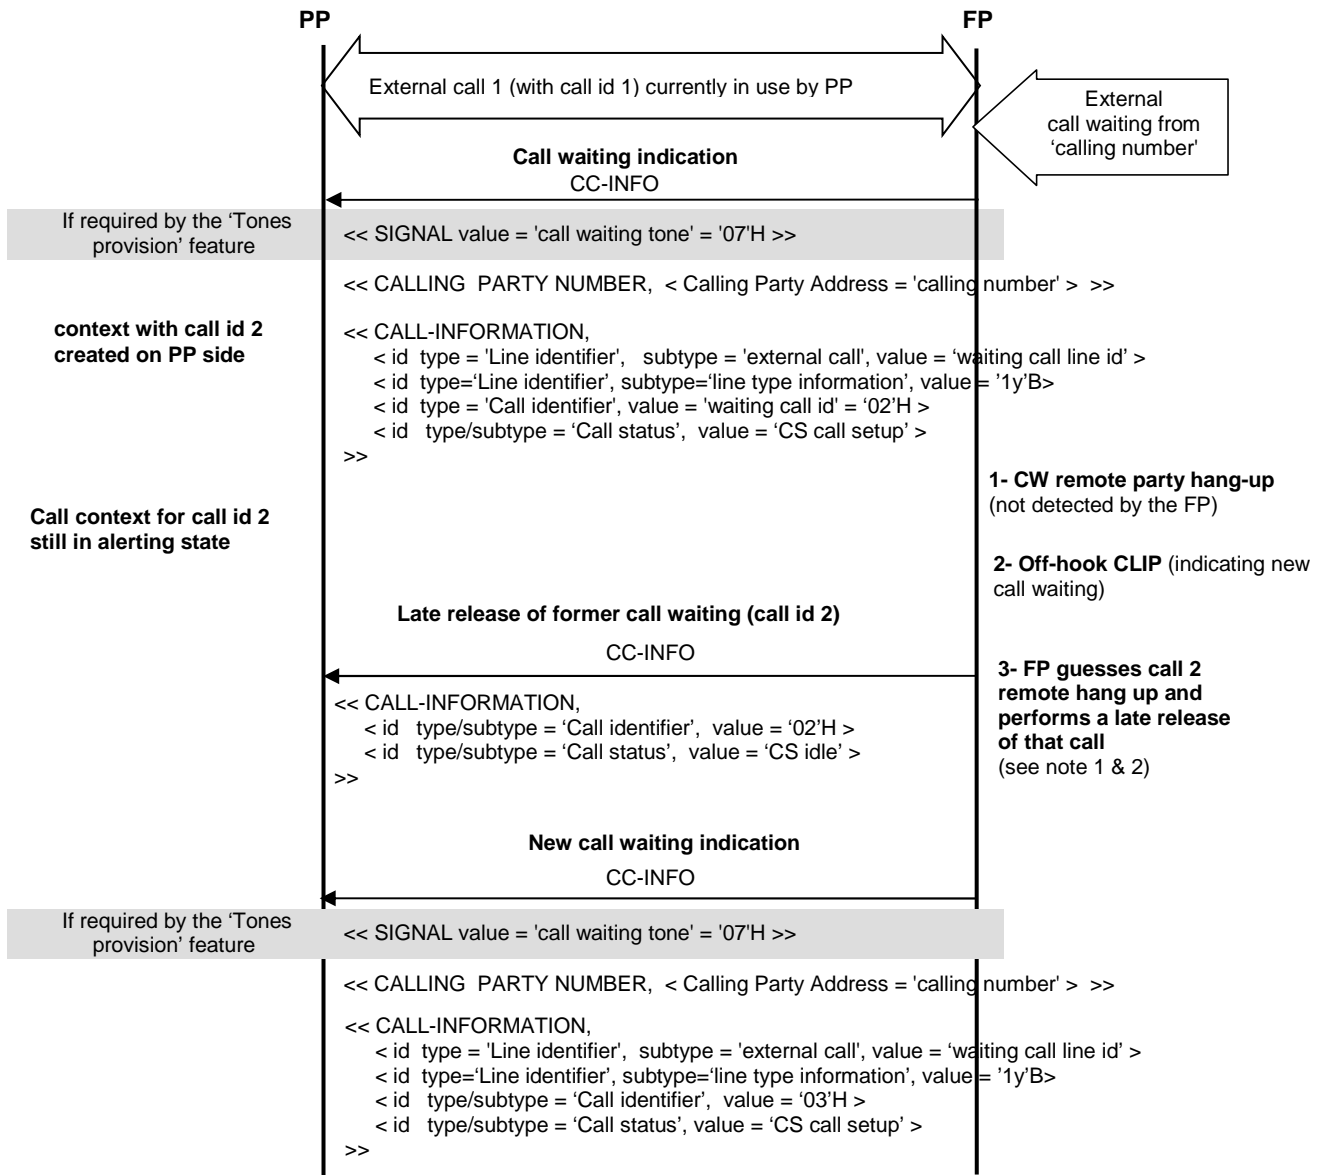 PP
FP
External call 1 (with call id 1) currently in use by PP
External
call waiting from
‘calling number’
Call waiting indication
CC-INFO
If required by the ‘Tones
provision’ feature
<< SIGNAL value = 'call waiting tone' = '07'H >>
<< CALLING PARTY NUMBER, < Calling Party Address = 'calling number' > >>
context with call id 2
created on PP side
<< CALL-INFORMATION,
< id type = 'Line identifier', subtype = 'external call', value = ‘waiting call line id’ >
< id type=‘Line identifier’, subtype=‘line type information’, value = ’1y’B>
< id type = 'Call identifier', value = 'waiting call id' = ‘02’H >
< id type/subtype = ‘Call status’, value = ‘CS call setup’ >
>>
1- CW remote party hang-up
(not detected by the FP)
Call context for call id 2
still in alerting state
2- Off-hook CLIP (indicating new
call waiting)
Late release of former call waiting (call id 2)
CC-INFO
3- FP guesses call 2
remote hang up and
performs a late release
of that call
(see note 1 & 2)
<< CALL-INFORMATION,
< id type/subtype = ‘Call identifier’, value = ‘02’H >
< id type/subtype = ‘Call status’, value = ‘CS idle’ >
>>
New call waiting indication
CC-INFO
If required by the ‘Tones
provision’ feature
<< SIGNAL value = 'call waiting tone' = '07'H >>
<< CALLING PARTY NUMBER, < Calling Party Address = 'calling number' > >>
<< CALL-INFORMATION,
< id type = 'Line identifier', subtype = 'external call', value = ‘waiting call line id’ >
< id type=‘Line identifier’, subtype=‘line type information’, value = ’1y’B>
< id type/subtype = ‘Call identifier’, value = ‘03’H >
< id type/subtype = ‘Call status’, value = ‘CS call setup’ >
>>